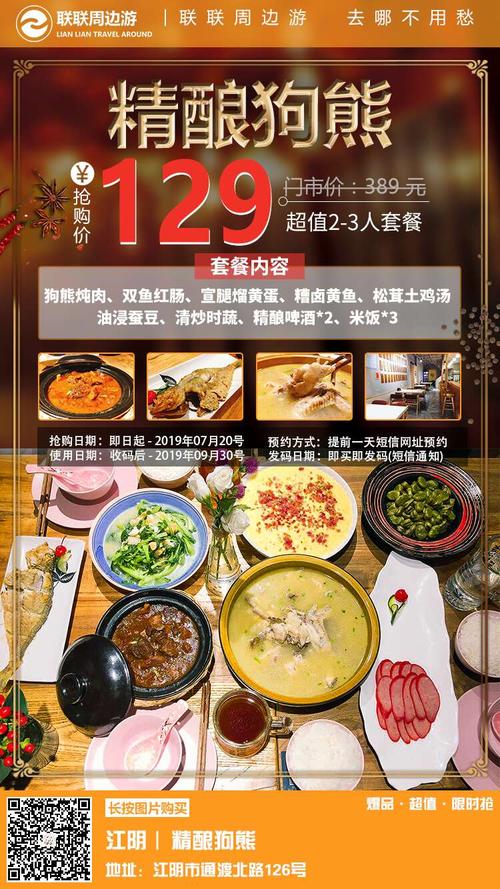 联联周边游
LIAN LIAN TRAVEL AROUND
联联周边游
去哪不用愁
精酿狗熊
¥
抢购价
129
门市价：389 元
超值2-3人套餐
套餐内容
狗熊炖肉、双鱼红肠、宣腿熘黄蛋、糟卤黄鱼、松茸土鸡汤
油浸蚕豆、清炒时蔬、精酿啤酒*2、米饭*3
抢购日期：即日起 - 2019年07月20号
使用日期：收码后 - 2019年09月30号
预约方式：提前一天短信网址预约
发码日期：即买即发码(短信通知)
爆品·超值·限时抢
长按图片购买
江阴丨精酿狗熊
地址：江阴市通渡北路126号